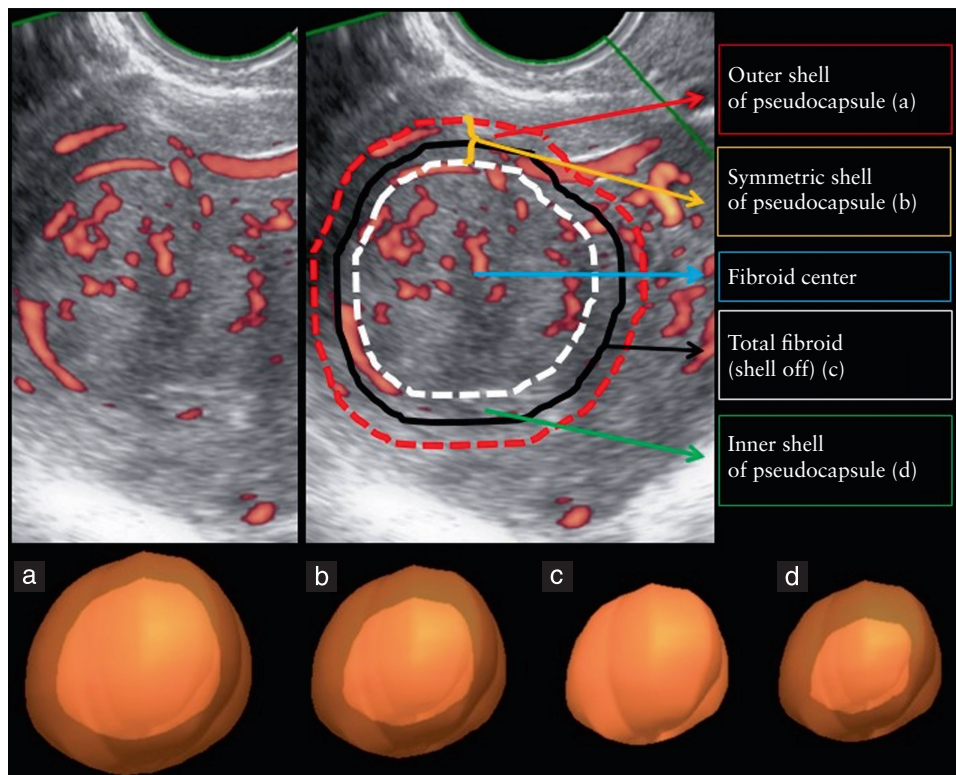 Outer shell
of pseudocapsule (a)
Symmetric shell
of pseudocapsule (b)
Fibroid center
Total fibroid
(shell off) (c)
Inner shell
of pseudocapsule (d)
a
b
c
d